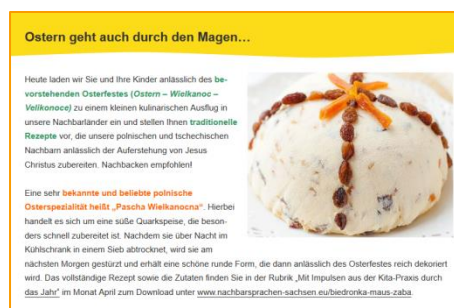 Ostern geht auch durch den Magen…
Heute laden wir Sie und Ihre Kinder anlässlich des be-
vorstehenden Osterfestes (Ostern – Wielkanoc –
Velikonoce) zu einem kleinen kulinarischen Ausflug in
unsere Nachbarländer ein und stellen Ihnen traditionelle
Rezepte vor, die unsere polnischen und tschechischen
Nachbarn anlässlich der Auferstehung von Jesus
Christus zubereiten. Nachbacken empfohlen!
Eine sehr bekannte und beliebte polnische
Osterspezialität heißt „Pascha Wielkanocna“. Hierbei
handelt es sich um eine süße Quarkspeise, die beson-
ders schnell zubereitet ist. Nachdem sie über Nacht im
Kühlschrank in einem Sieb abtrocknet, wird sie am
nächsten Morgen gestürzt und erhält eine schöne runde Form, die dann anlässlich des Osterfestes reich dekoriert
wird. Das vollständige Rezept sowie die Zutaten finden Sie in der Rubrik „Mit Impulsen aus der Kita-Praxis durch
das Jahr“ im Monat April zum Download unter www.nachbarsprachen-sachsen.eu/biedronka-maus-zaba.